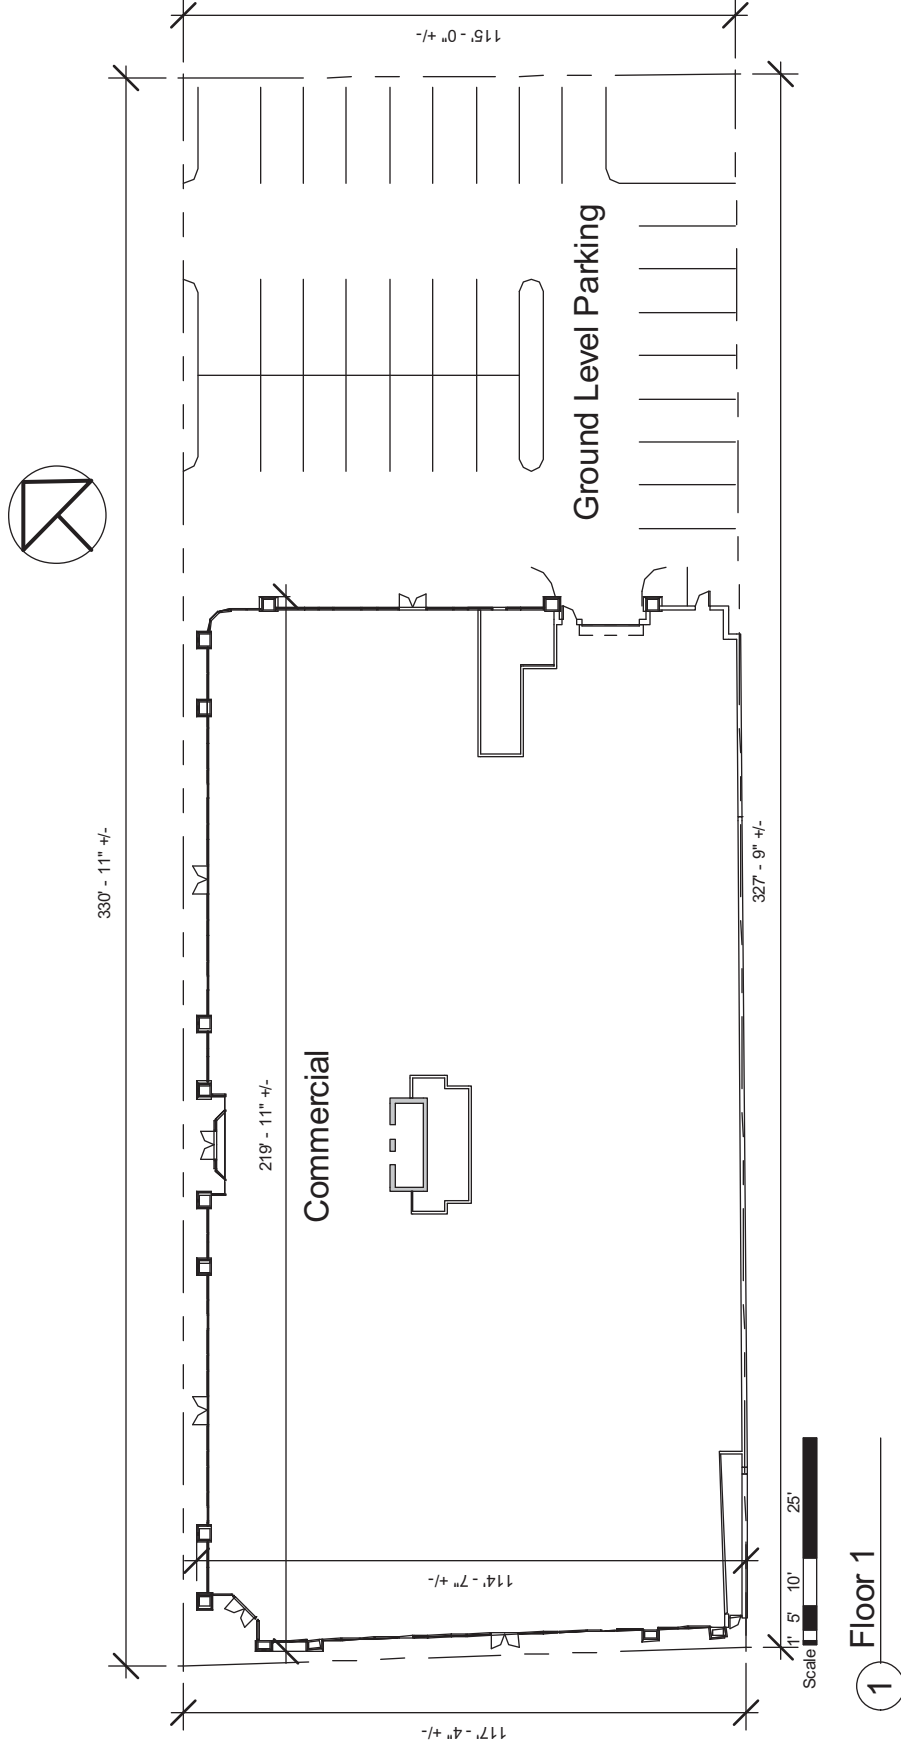 115' - 0" +/-
330' - 11" +/-
Ground Level Parking
327' - 9" +/-
219' - 11" +/-
Commercial
114' - 7" +/-
117' - 4" +/-
Scale 1' 5' 10' 25'
1 Floor 1